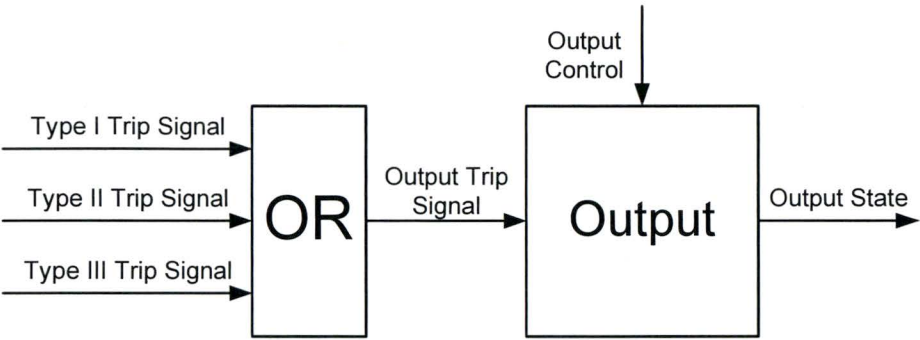 Output
Control
Type I Trip Signal
Type II Trip Signal
Type III Trip Signal
OR
Output Trip
Signal
Output
Output State